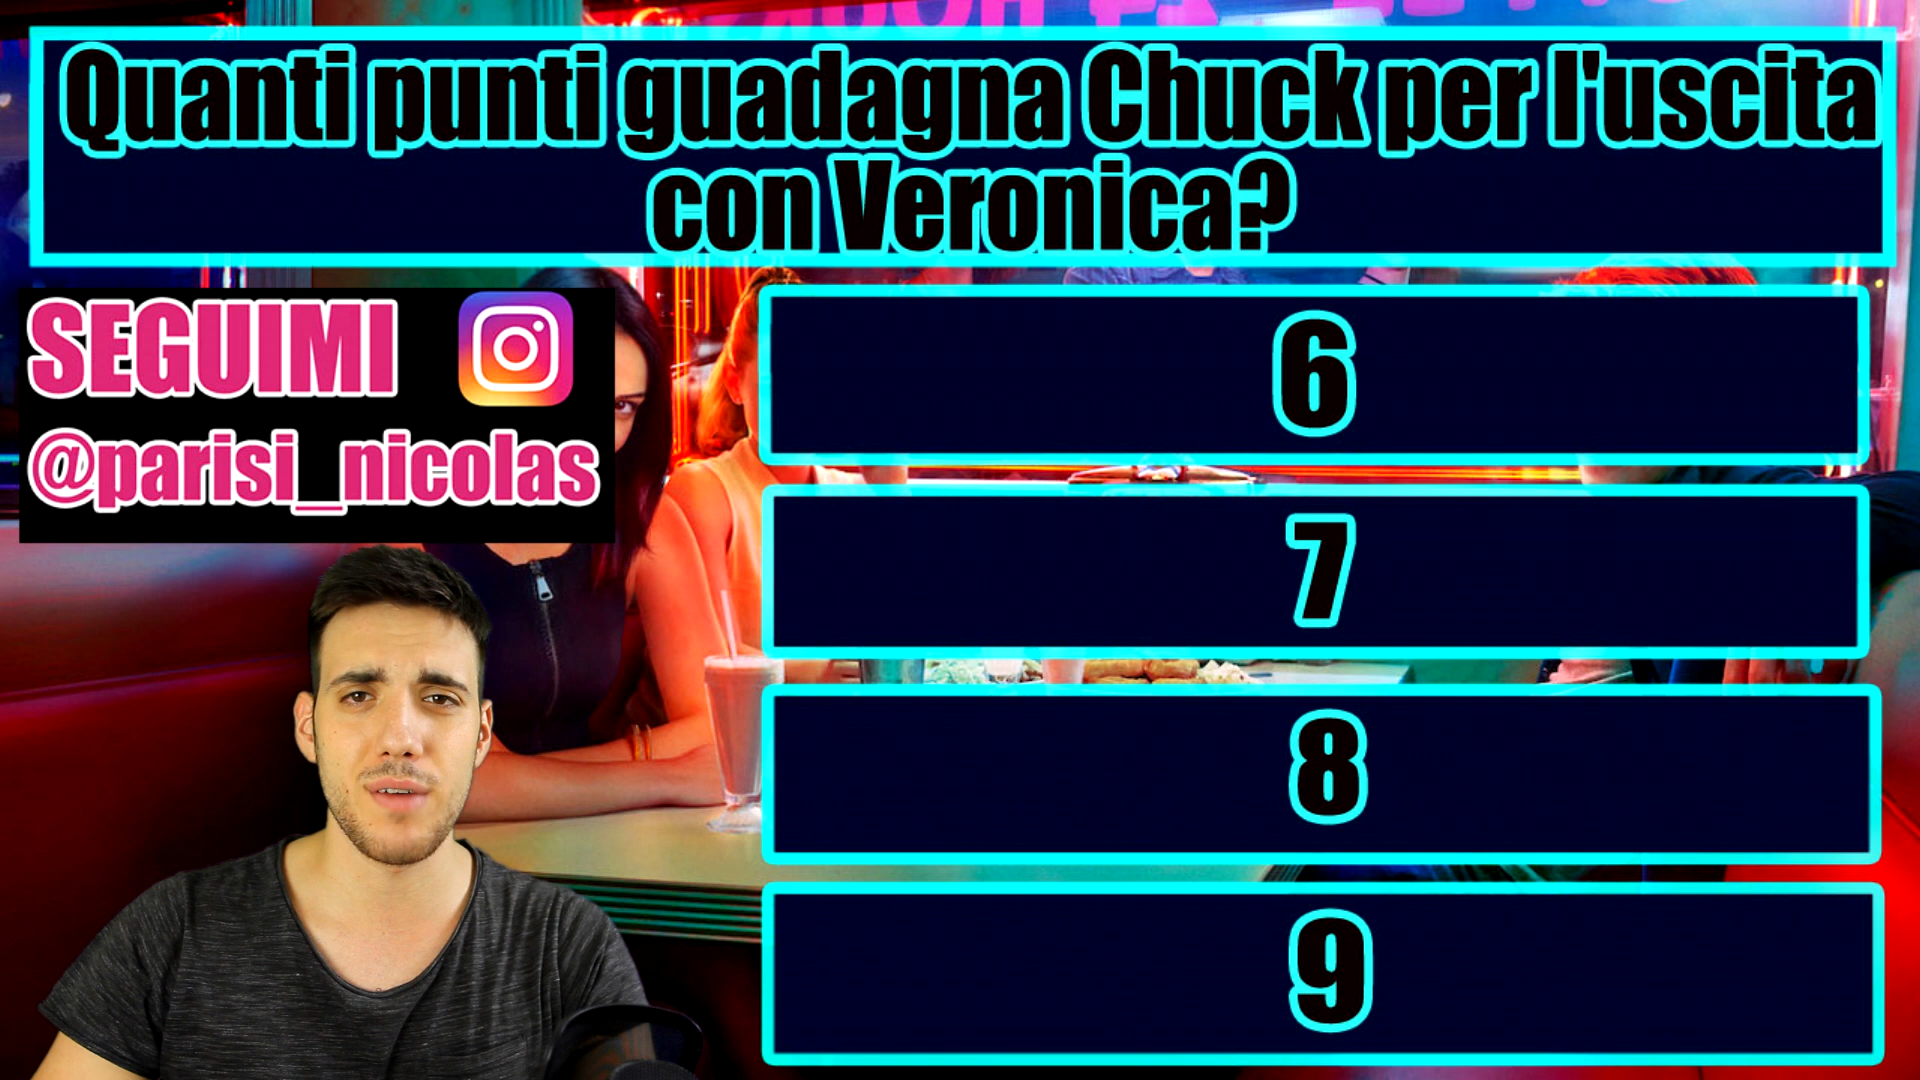 Quanti punti guadagna Chuck per l'uscita
con Veronica?
SEGUIMI
@parisi_nicolas
6
7
8
9